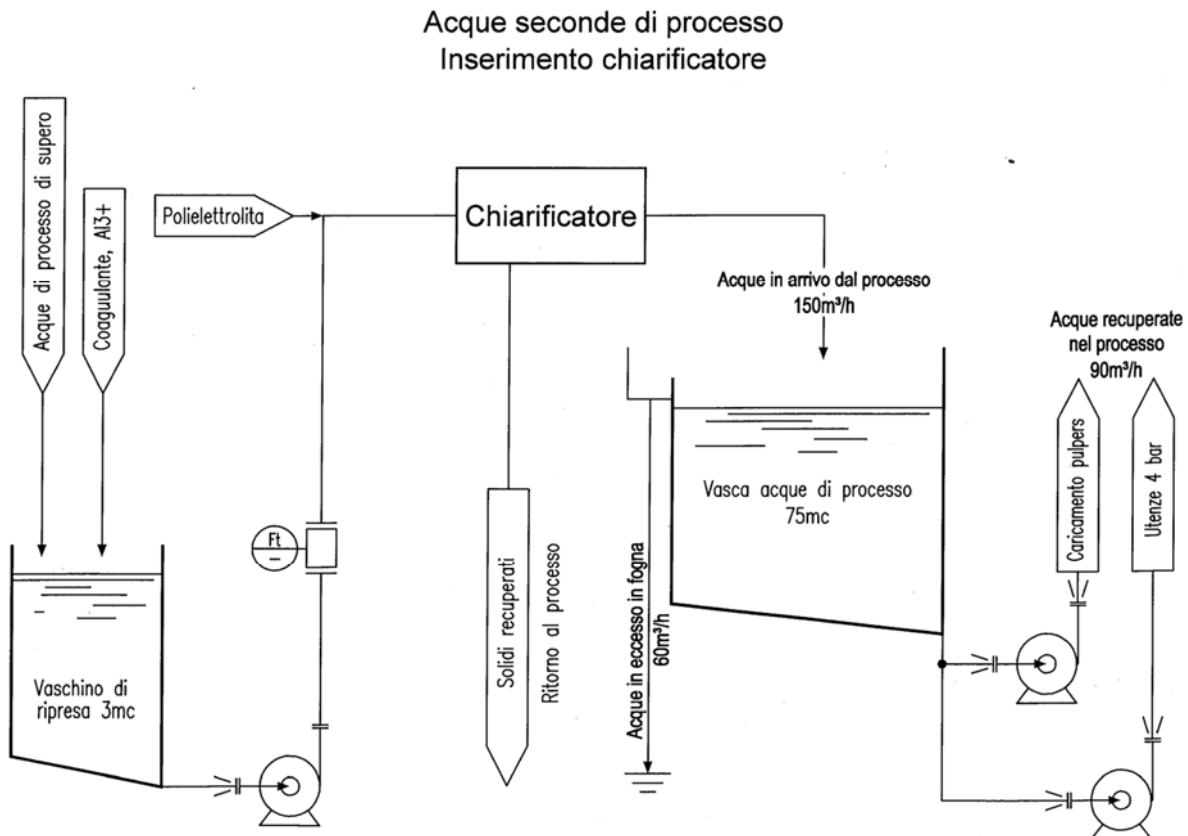 Acque seconde di processo
Inserimento chiarificatore
Acque di processo di supero
Coaguulante, Al3+
Polielettrolita
Chiarificatore
Acque in arrivo dal processo
150m³/h
Acque recuperate
nel processo
90m³/h
Caricamento pulpers
Utenze 4 bar
Vasca acque di processo
75mc
Ft
Solidi recuperati
Ritorno al processo
Acque in eccesso in fogna
60m³/h
Vaschino di
ripresa 3mc